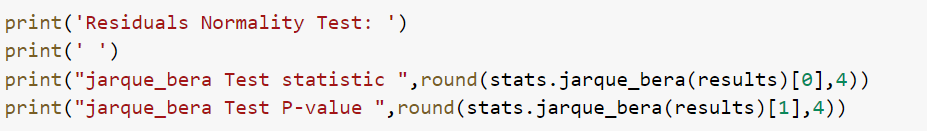 print('Residuals Normality Test: ')
print(' ')
print("jarque_bera Test statistic ",round(stats.jarque_bera(results)[0],4))
print("jarque_bera Test P-value ",round(stats.jarque_bera(results)[1],4))